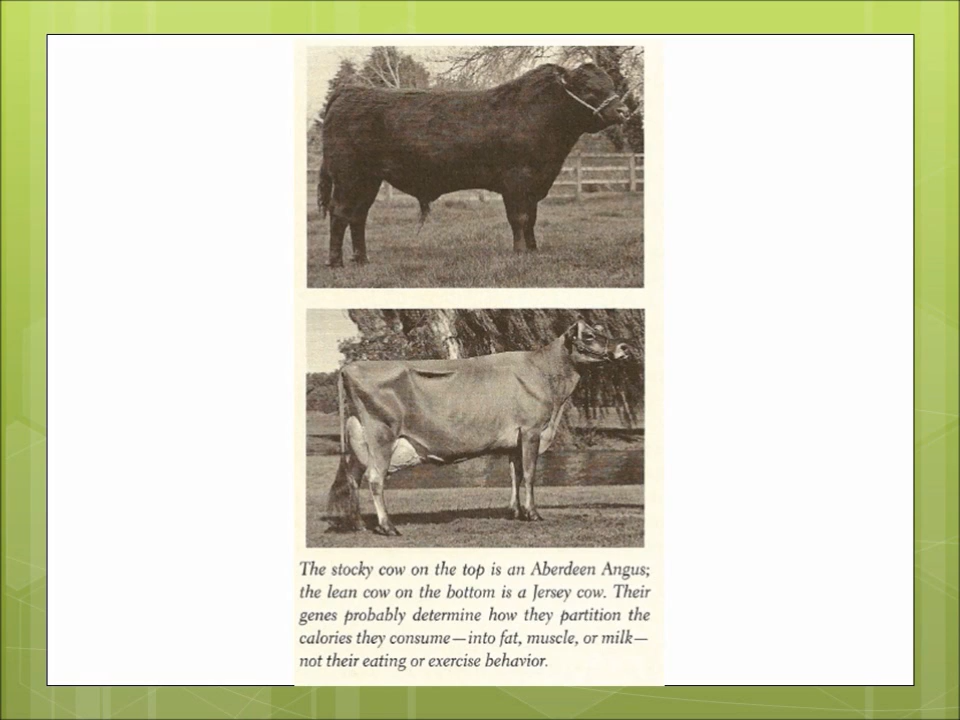 The stocky cow on the top is an Aberdeen Angus;
the lean cow on the bottom is a Jersey cow. Their
genes probably determine how they partition the
calories they consume—into fat, muscle, or milk—
not their eating or exercise behavior.